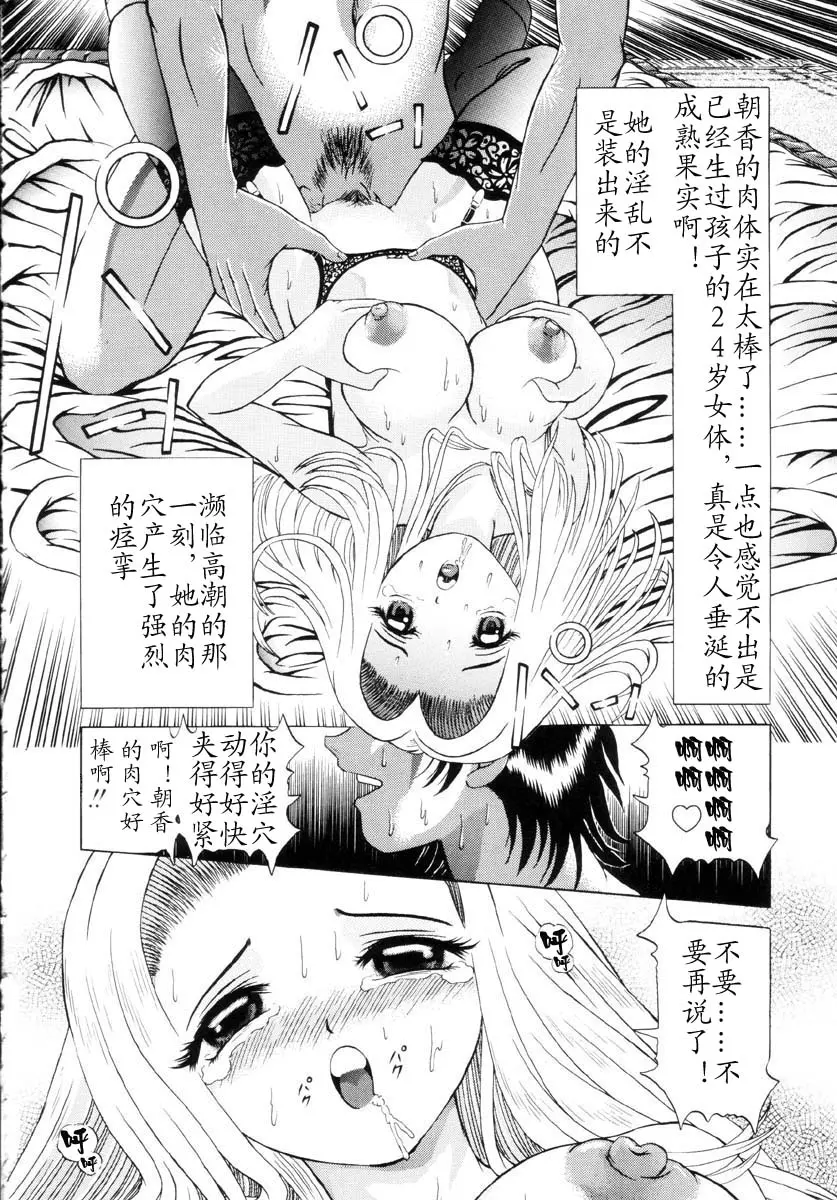 朝香的肉体实在太棒了……一点也感觉不出是
已经生过孩子的24岁女体，真是令人垂涎的
成熟果实啊！
她的淫乱不
是装出来的
濒临高潮的那
一刻，她的肉
穴产生了强烈
的痉挛
啊啊啊啊
啊啊♡啊
你的淫穴
动得好快
夹得好紧
啊！朝香
的肉穴好
棒啊!!
不要……不
要再说了！
呼
呼
呼
呼